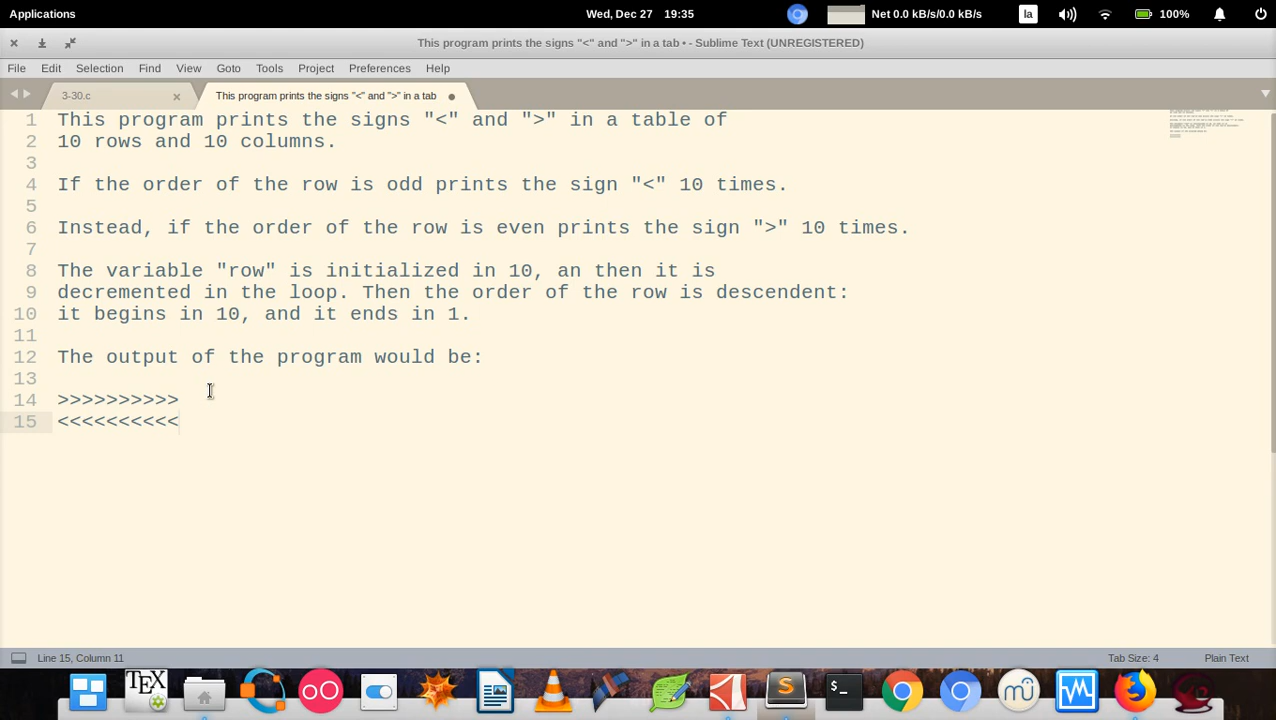 Applications
Wed, Dec 27 19:35
Net 0.0 kB/s/0.0 kB/s
la
100%
This program prints the signs "<" and ">" in a tab • - Sublime Text (UNREGISTERED)
File Edit Selection Find View Goto Tools Project Preferences Help
3-30.c
This program prints the signs "<" and ">" in a tab
1 This program prints the signs "<" and ">" in a table of
2 10 rows and 10 columns.
3
4 If the order of the row is odd prints the sign "<" 10 times.
5
6 Instead, if the order of the row is even prints the sign ">" 10 times.
7
8 The variable "row" is initialized in 10, an then it is
9 decremented in the loop. Then the order of the row is descendent:
10 it begins in 10, and it ends in 1.
11
12 The output of the program would be:
13
14 >>>>>>>>>>
15 <<<<<<<<<<
Line 15, Column 11
Tab Size: 4
Plain Text
TEX
S
>_
mü